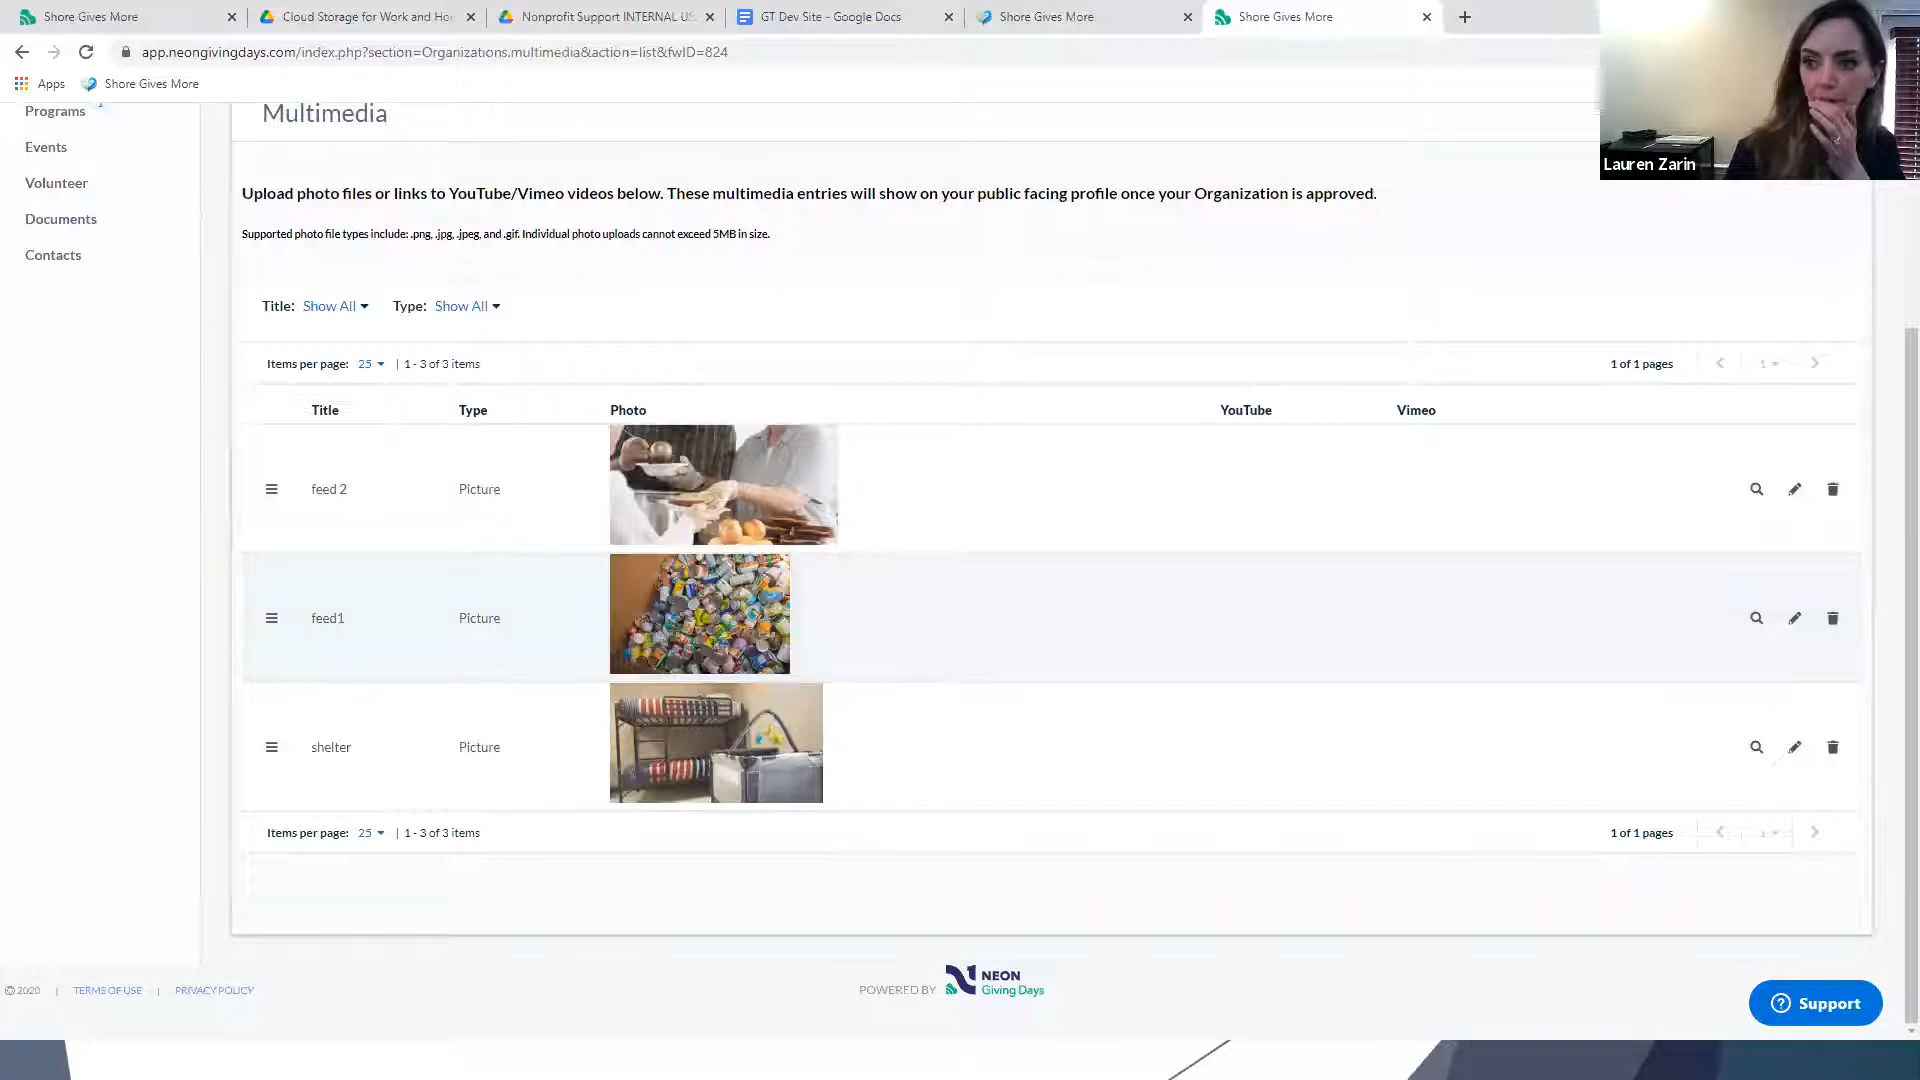 Shore Gives More
Cloud Storage for Work and Ho
Nonprofit Support INTERNAL US
GT Dev Site - Google Docs
Shore Gives More
Shore Gives More
app.neongivingdays.com/index.php?section=Organizations.multimedia&action=list&fwID=824
Apps
Shore Gives More
Lauren Zarin
Programs
Events
Volunteer
Documents
Contacts
Multimedia
Upload photo files or links to YouTube/Vimeo videos below. These multimedia entries will show on your public facing profile once your Organization is approved.
Supported photo file types include: .png, .jpg, .jpeg, and .gif. Individual photo uploads cannot exceed 5MB in size.
Title: Show All Type: Show All
Items per page: 25 | 1 - 3 of 3 items 1 of 1 pages 1
Title Type Photo YouTube Vimeo
feed 2 Picture
feed1 Picture
shelter Picture
Items per page: 25 | 1 - 3 of 3 items 1 of 1 pages 1
© 2020 | TERMS OF USE | PRIVACY POLICY
POWERED BY NEON Giving Days
Support